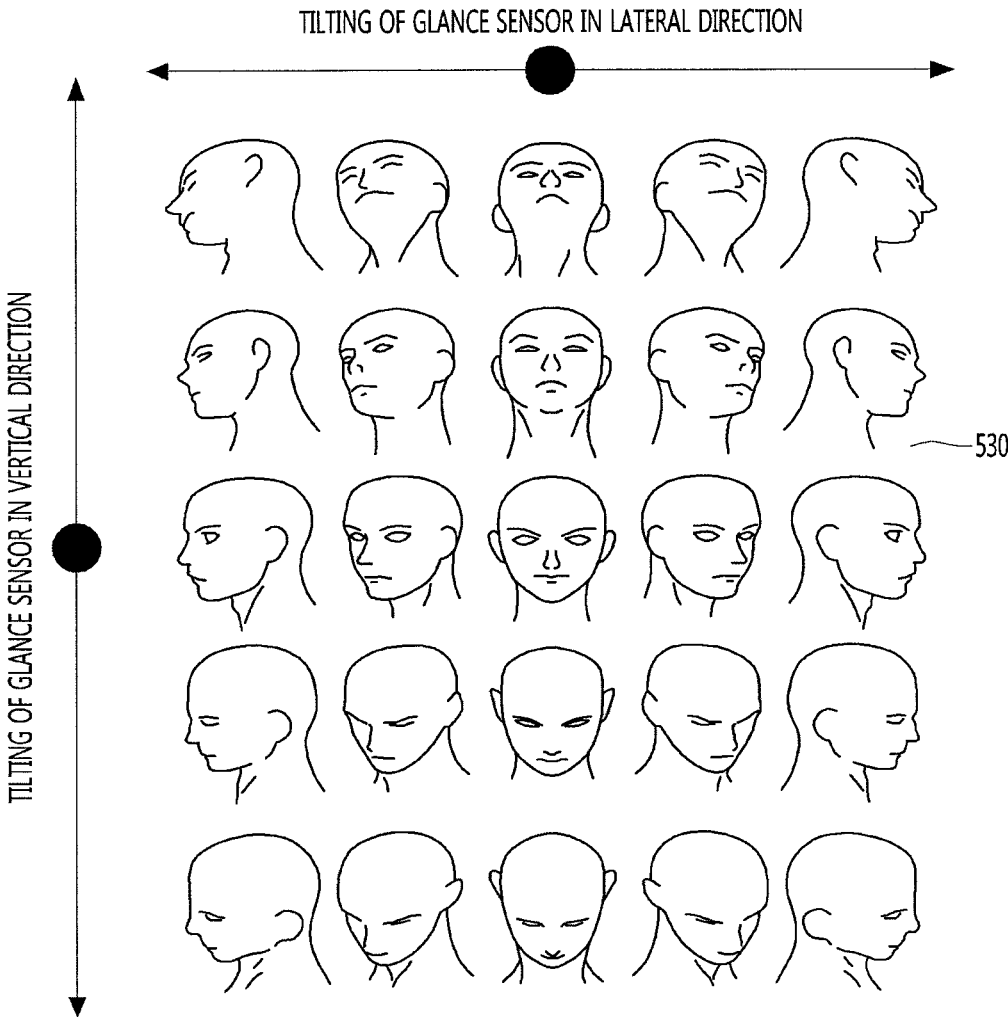 TILTING OF GLANCE SENSOR IN LATERAL DIRECTION
TILTING OF GLANCE SENSOR IN VERTICAL DIRECTION
530